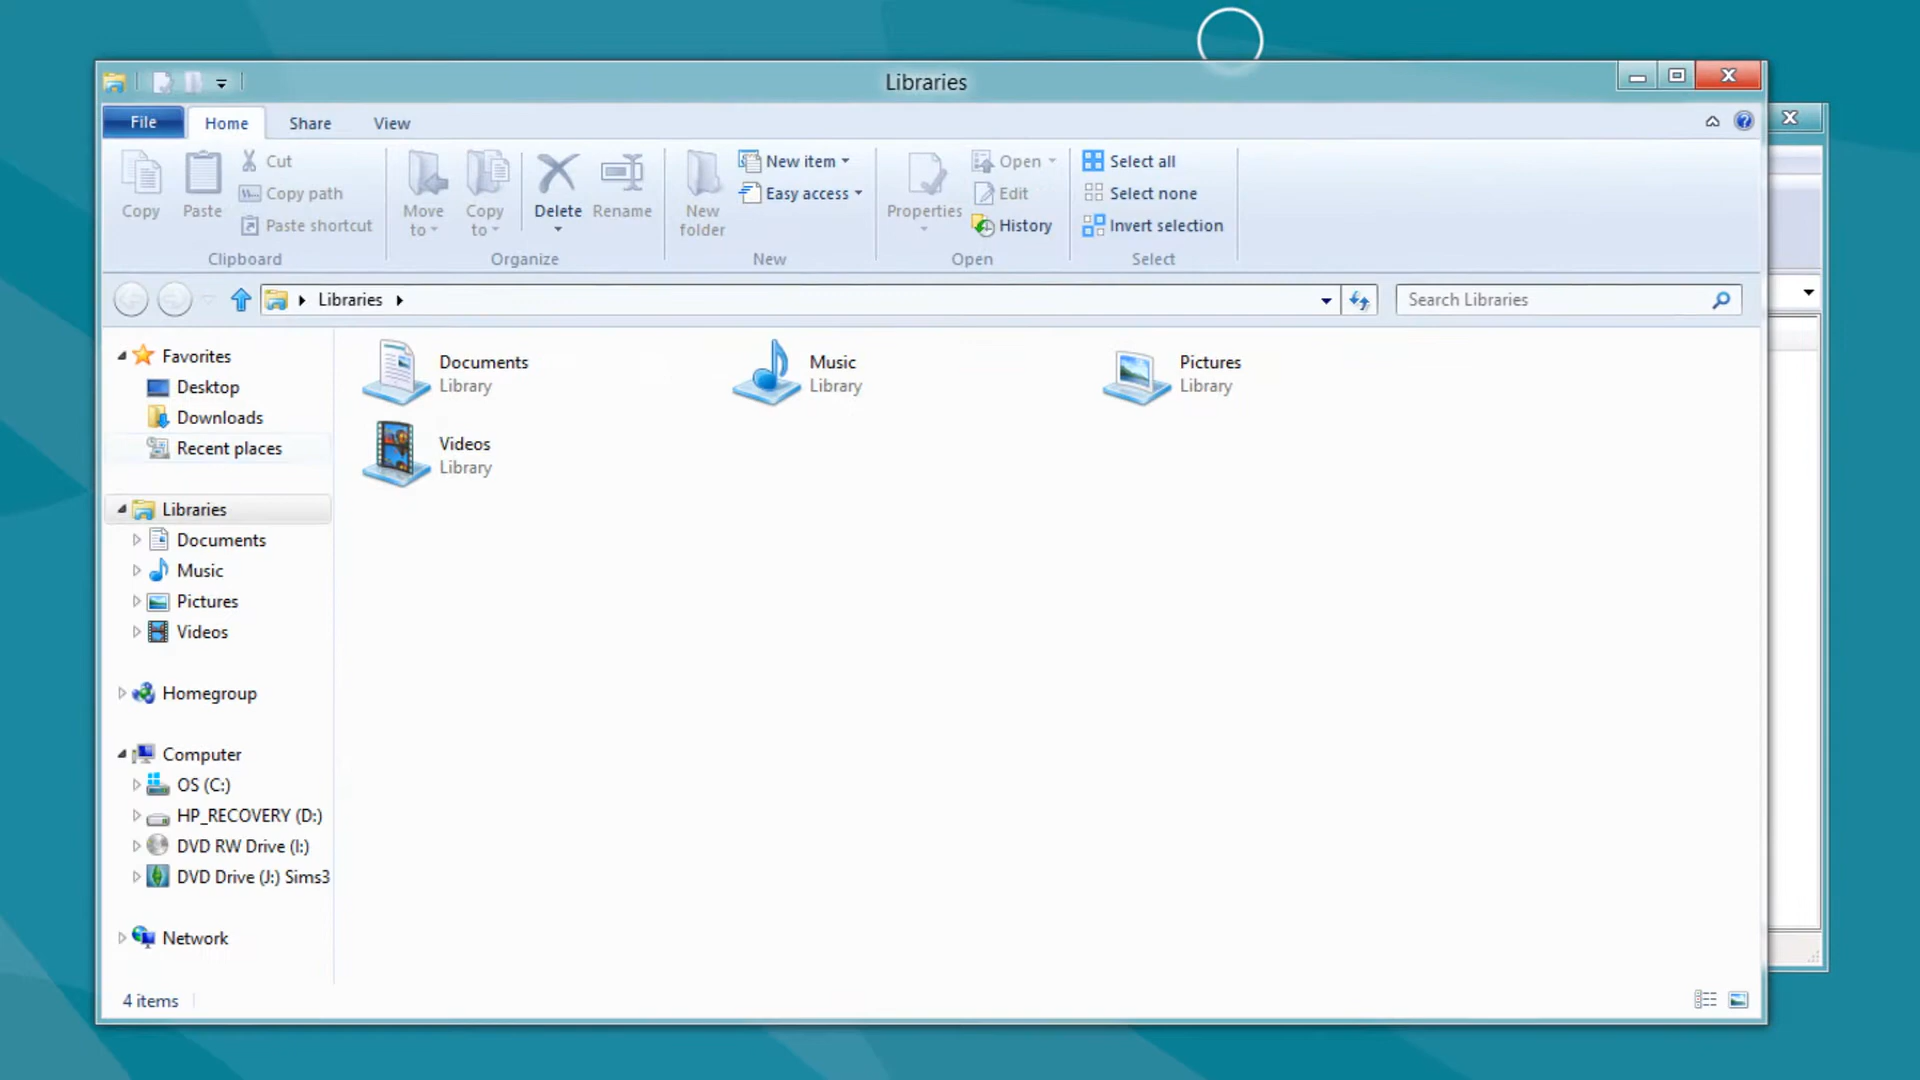 Libraries
File Home Share View
Copy
Paste
Cut
Copy path
Paste shortcut
Clipboard
Move to
Copy to
Delete
Rename
Organize
New folder
New item
Easy access
New
Properties
Open
Edit
History
Open
Select all
Select none
Invert selection
Select
Libraries
Search Libraries
Favorites
Desktop
Downloads
Recent places
Libraries
Documents
Music
Pictures
Videos
Homegroup
Computer
OS (C:)
HP_RECOVERY (D:)
DVD RW Drive (I:)
DVD Drive (J:) Sims3
Network
Documents
Library
Music
Library
Pictures
Library
Videos
Library
4 items